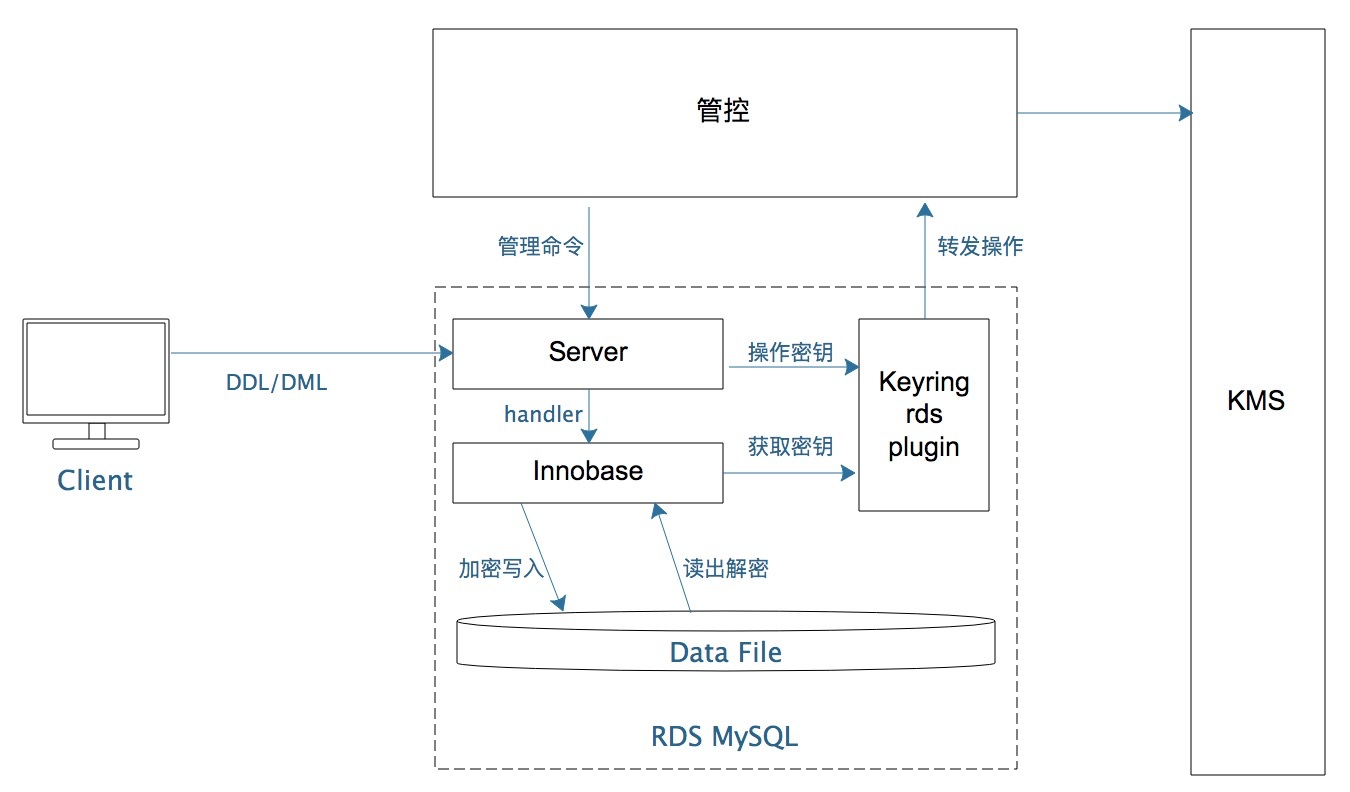 管控
管理命令
转发操作
Server
操作密钥
Keyring
rds
plugin
KMS
DDL/DML
handler
获取密钥
Innobase
Client
加密写入
读出解密
Data File
RDS MySQL